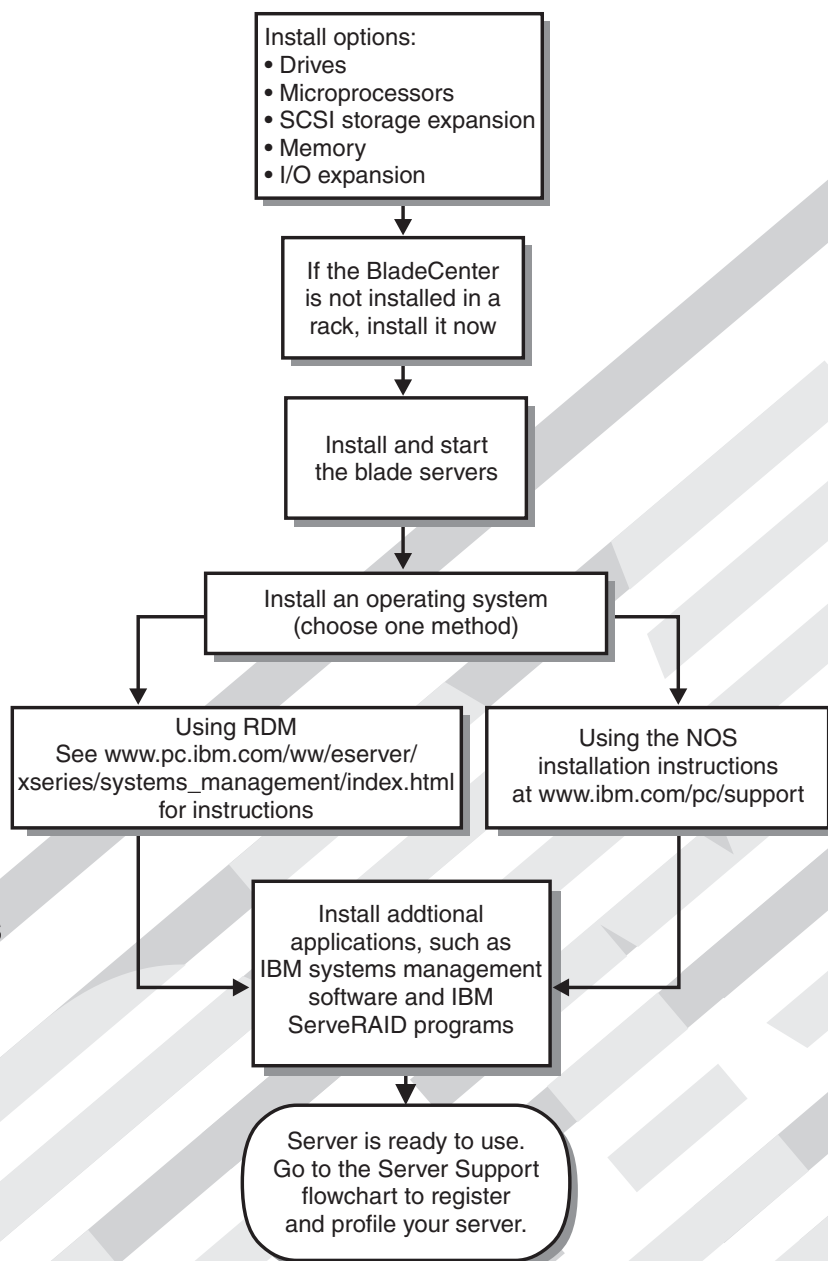 Install options:
• Drives
• Microprocessors
• SCSI storage expansion
• Memory
• I/O expansion
If the BladeCenter
is not installed in a
rack, install it now
Install and start
the blade servers
Install an operating system
(choose one method)
Using RDM
See www.pc.ibm.com/ww/eserver/
xseries/systems_management/index.html
for instructions
Using the NOS
installation instructions
at www.ibm.com/pc/support
Install addtional
applications, such as
IBM systems management
software and IBM
ServeRAID programs
Server is ready to use.
Go to the Server Support
flowchart to register
and profile your server.